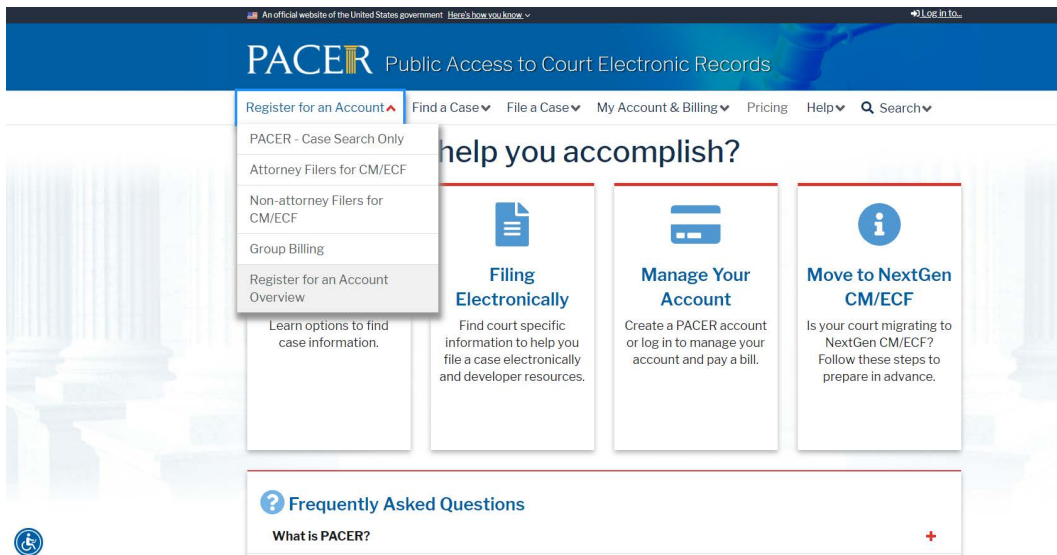 An official website of the United States government Here's how you know
Log in to...
PACER Public Access to Court Electronic Records
Register for an Account Find a Case File a Case My Account & Billing Pricing Help Search
PACER - Case Search Only
Attorney Filers for CM/ECF
Non-attorney Filers for
CM/ECF
Group Billing
Register for an Account
Overview
help you accomplish?
Learn options to find
case information.
Filing
Electronically
Find court specific
information to help you
file a case electronically
and developer resources.
Manage Your
Account
Create a PACER account
or log in to manage your
account and pay a bill.
Move to NextGen
CM/ECF
Is your court migrating to
NextGen CM/ECF?
Follow these steps to
prepare in advance.
Frequently Asked Questions
What is PACER?